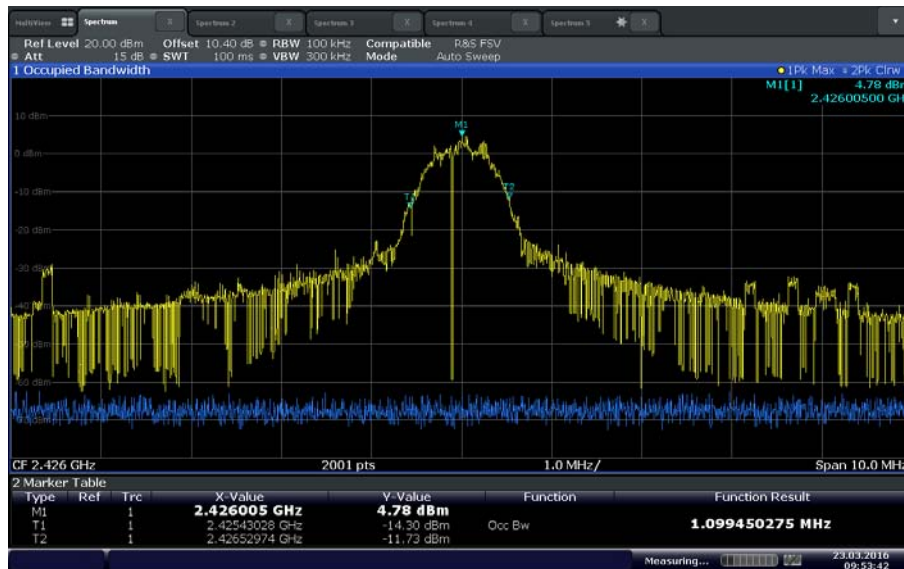 MultiView Spectrum X Spectrum 2 X Spectrum 3 X Spectrum 4 X Spectrum 5 X
Ref Level 20.00 dBm Offset 10.40 dB RBW 100 kHz Compatible R&S FSV
Att 15 dB SWT 100 ms VBW 300 kHz Mode Auto Sweep
1 Occupied Bandwidth 1Pk Max 2Pk Clrw
M1[1] 4.78 dBm
2.42600500 GH
10 dBm
M1
0 dBm
-10 dBm
T2
-20 dBm
-30 dBm
-40 dBm
-60 dBm
CF 2.426 GHz 2001 pts 1.0 MHz/ Span 10.0 MHz
2 Marker Table
Type Ref Trc X-Value Y-Value Function Function Result
M1 1 2.426005 GHz 4.78 dBm
T1 1 2.42543028 GHz -14.30 dBm Occ Bw 1.099450275 MHz
T2 1 2.42652974 GHz -11.73 dBm
Measuring... 23.03.2016
09:53:42